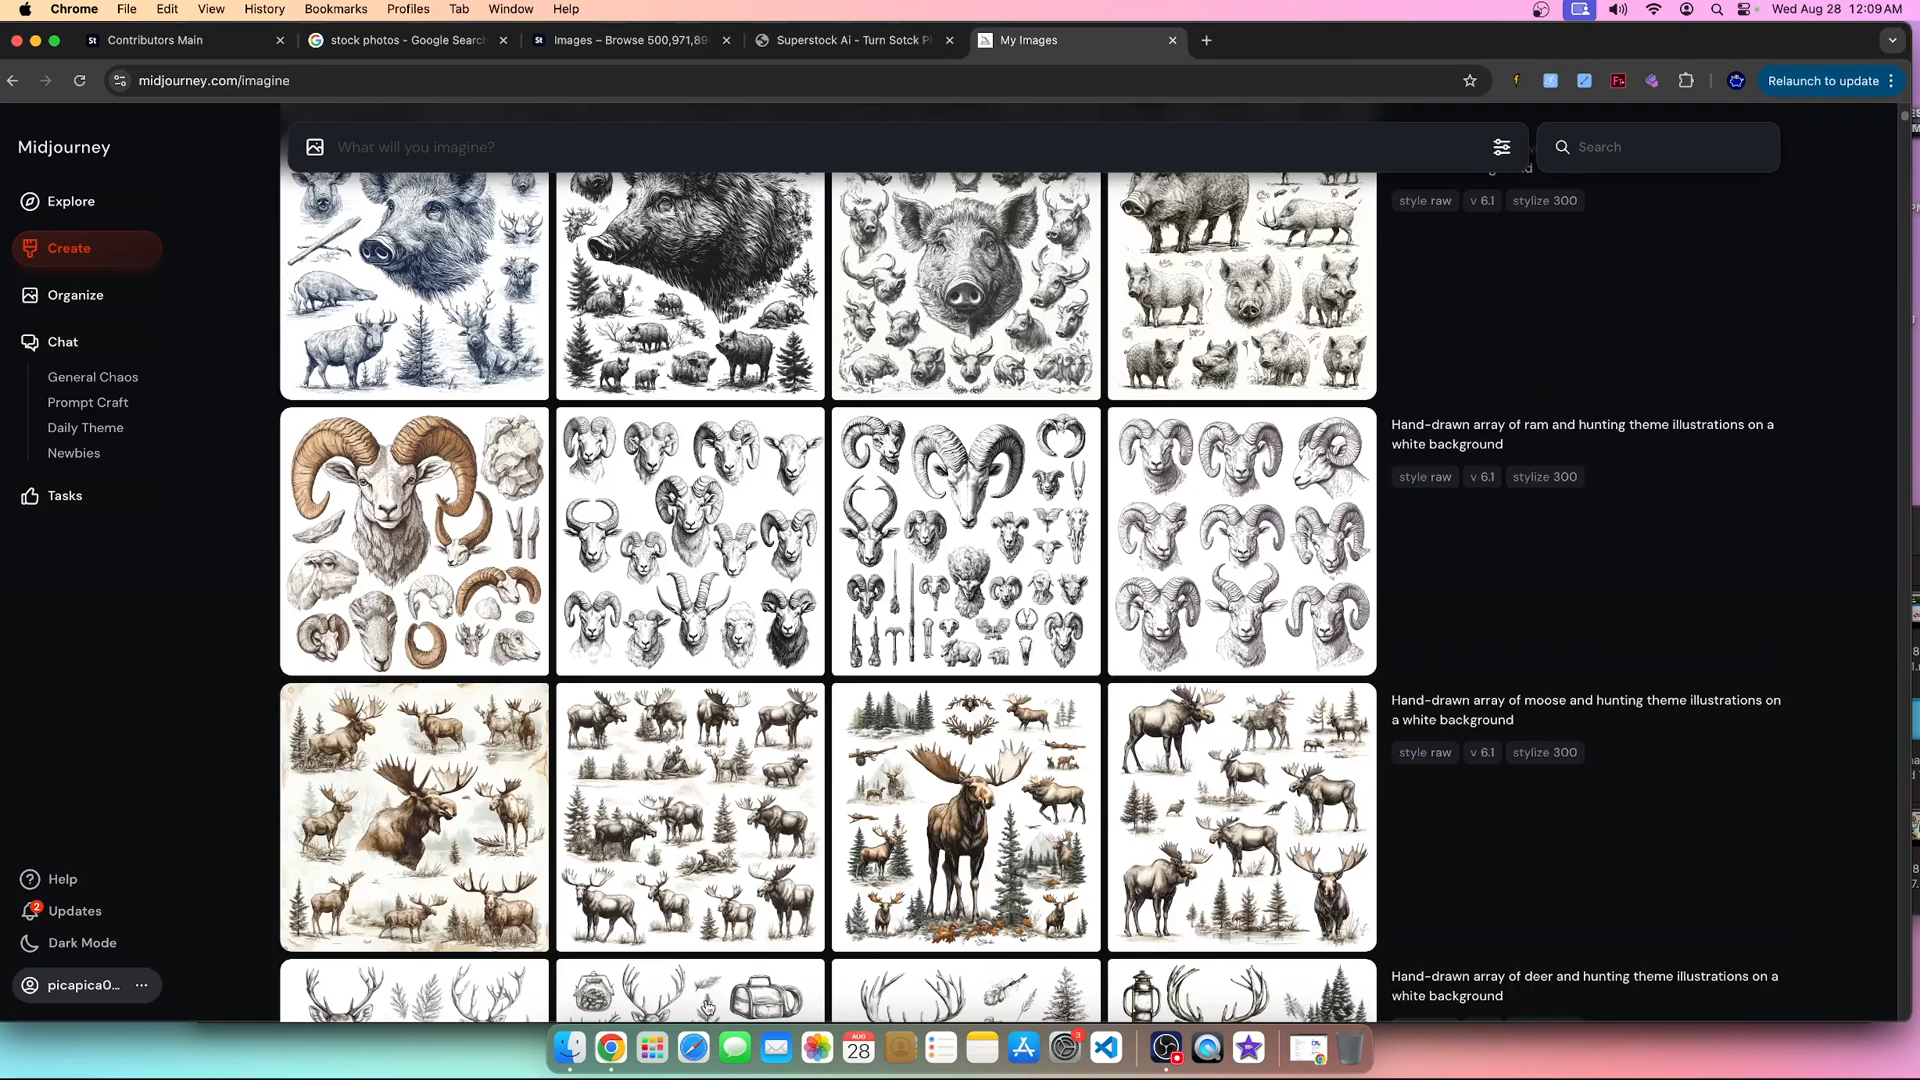 Chrome File Edit View History Bookmarks Profiles Tab Window Help Wed Aug 28 12:09 AM
Contributors Main
stock photos - Google Search
Images – Browse 500,971,89
Superstock Ai - Turn Sotck P
My Images
midjourney.com/imagine
Relaunch to update
Midjourney
What will you imagine?
Search
style raw v 6.1 stylize 300
Explore
Create
Organize
Chat
General Chaos
Prompt Craft
Daily Theme
Newbies
Tasks
Hand-drawn array of ram and hunting theme illustrations on a
white background
style raw v 6.1 stylize 300
Hand-drawn array of moose and hunting theme illustrations on
a white background
style raw v 6.1 stylize 300
Hand-drawn array of deer and hunting theme illustrations on a
white background
Help
2
Updates
Dark Mode
picapica0...
AUG
28
3